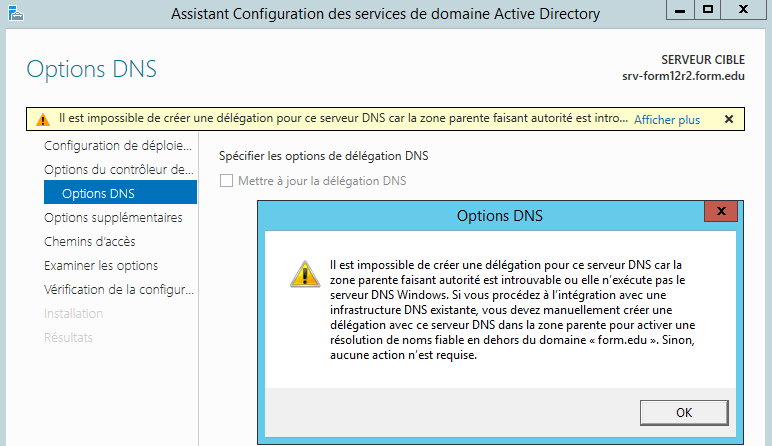 Assistant Configuration des services de domaine Active Directory
Options DNS
SERVEUR CIBLE
srv-form12r2.form.edu
Il est impossible de créer une délégation pour ce serveur DNS car la zone parente faisant autorité est intro... Afficher plus
Configuration de déploie...
Options du contrôleur de...
Options DNS
Options supplémentaires
Chemins d'accès
Examiner les options
Vérification de la configur...
Installation
Résultats
Spécifier les options de délégation DNS
Mettre à jour la délégation DNS
Options DNS
Il est impossible de créer une délégation pour ce serveur DNS car la
zone parente faisant autorité est introuvable ou elle n'exécute pas le
serveur DNS Windows. Si vous procédez à l'intégration avec une
infrastructure DNS existante, vous devez manuellement créer une
délégation avec ce serveur DNS dans la zone parente pour activer une
résolution de noms fiable en dehors du domaine « form.edu ». Sinon,
aucune action n'est requise.
OK